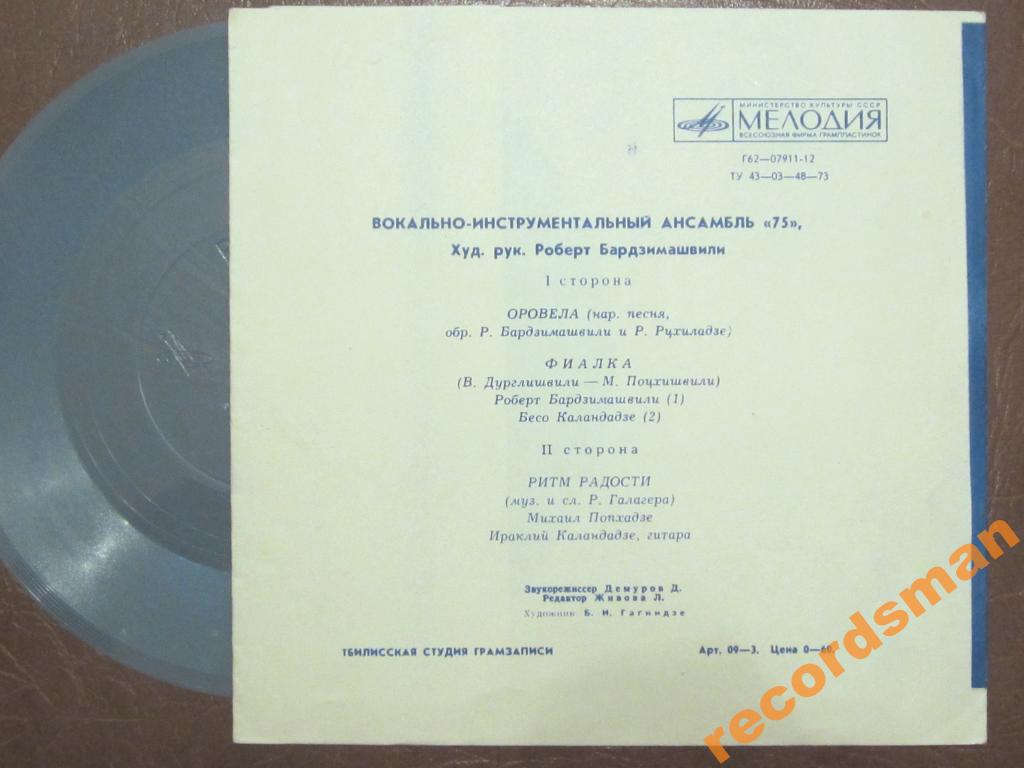 МИНИСТЕРСТВО КУЛЬТУРЫ СССР
МЕЛОДИЯ
ВСЕСОЮЗНАЯ ФИРМА ГРАМПЛАСТИНОК
Г62—07911-12
ТУ 43—03—48—73
ВОКАЛЬНО-ИНСТРУМЕНТАЛЬНЫЙ АНСАМБЛЬ «75»,
Худ. рук. Роберт Бардзимашвили
I сторона
ОРОВЕЛА (нар. песня,
обр. Р. Бардзимашвили и Р. Рцхиладзе)
ФИАЛКА
(В. Дурглишвили — М. Поцхишвили)
Роберт Бардзимашвили (1)
Бесо Каландадзе (2)
II сторона
РИТМ РАДОСТИ
(муз. и сл. Р. Галагера)
Михаил Попхадзе
Ираклий Каландадзе, гитара
Звукорежиссер Демуров Д.
Редактор Живова Л.
Художник Б. И. Гагнидзе
ТБИЛИССКАЯ СТУДИЯ ГРАМЗАПИСИ
Арт. 09—3. Цена 0—60.
recordsman